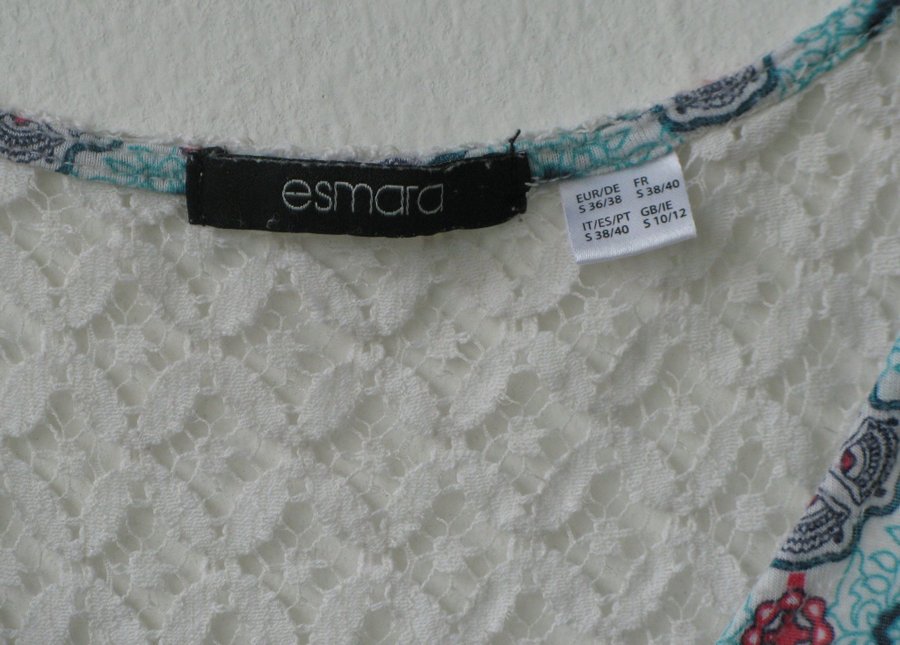 esmara
EUR/DE FR
S 36/38 S 38/40
IT/ES/PT GB/IE
S 38/40 S 10/12